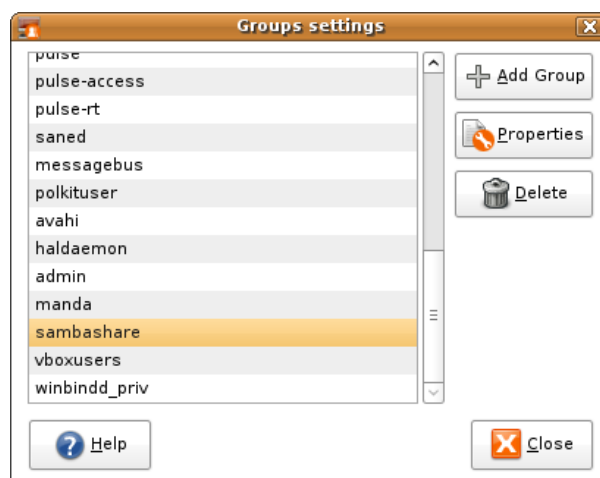 Groups settings
pulse
pulse-access
pulse-rt
saned
messagebus
polkituser
avahi
haldaemon
admin
manda
sambashare
vboxusers
winbindd_priv
Add Group
Properties
Delete
Help
Close